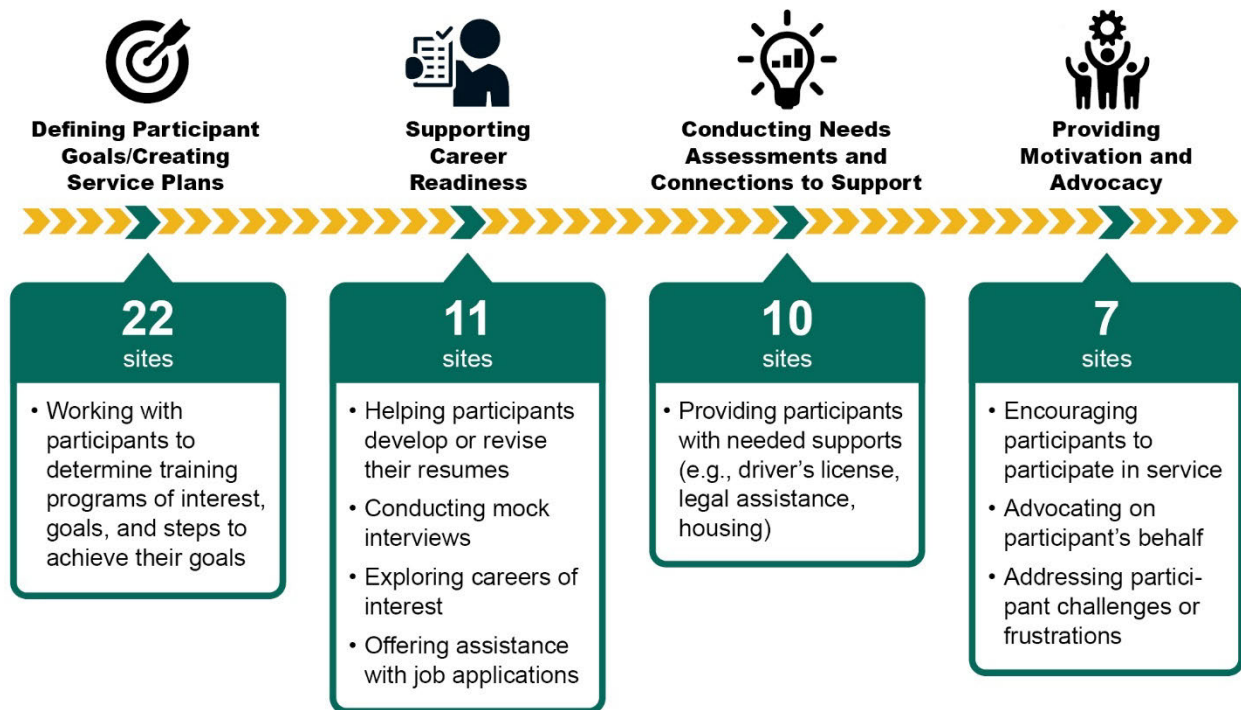 Defining Participant
Goals/Creating
Service Plans
Supporting
Career
Readiness
Conducting Needs
Assessments and
Connections to Support
Providing
Motivation and
Advocacy
22
sites
• Working with
participants to
determine training
programs of interest,
goals, and steps to
achieve their goals
11
sites
• Helping participants
develop or revise
their resumes
• Conducting mock
interviews
• Exploring careers of
interest
• Offering assistance
with job applications
10
sites
• Providing participants
with needed supports
(e.g., driver’s license,
legal assistance,
housing)
7
sites
• Encouraging
participants to
participate in service
• Advocating on
participant’s behalf
• Addressing partici-
pant challenges or
frustrations